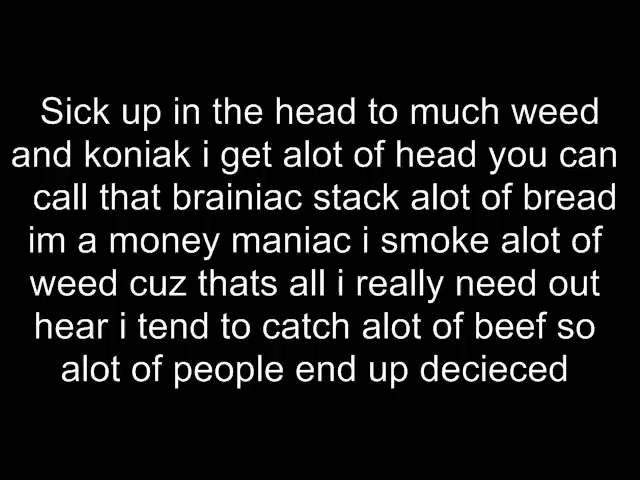 Sick up in the head to much weed
and koniak i get alot of head you can
call that brainiac stack alot of bread
im a money maniac i smoke alot of
weed cuz thats all i really need out
hear i tend to catch alot of beef so
alot of people end up decieced